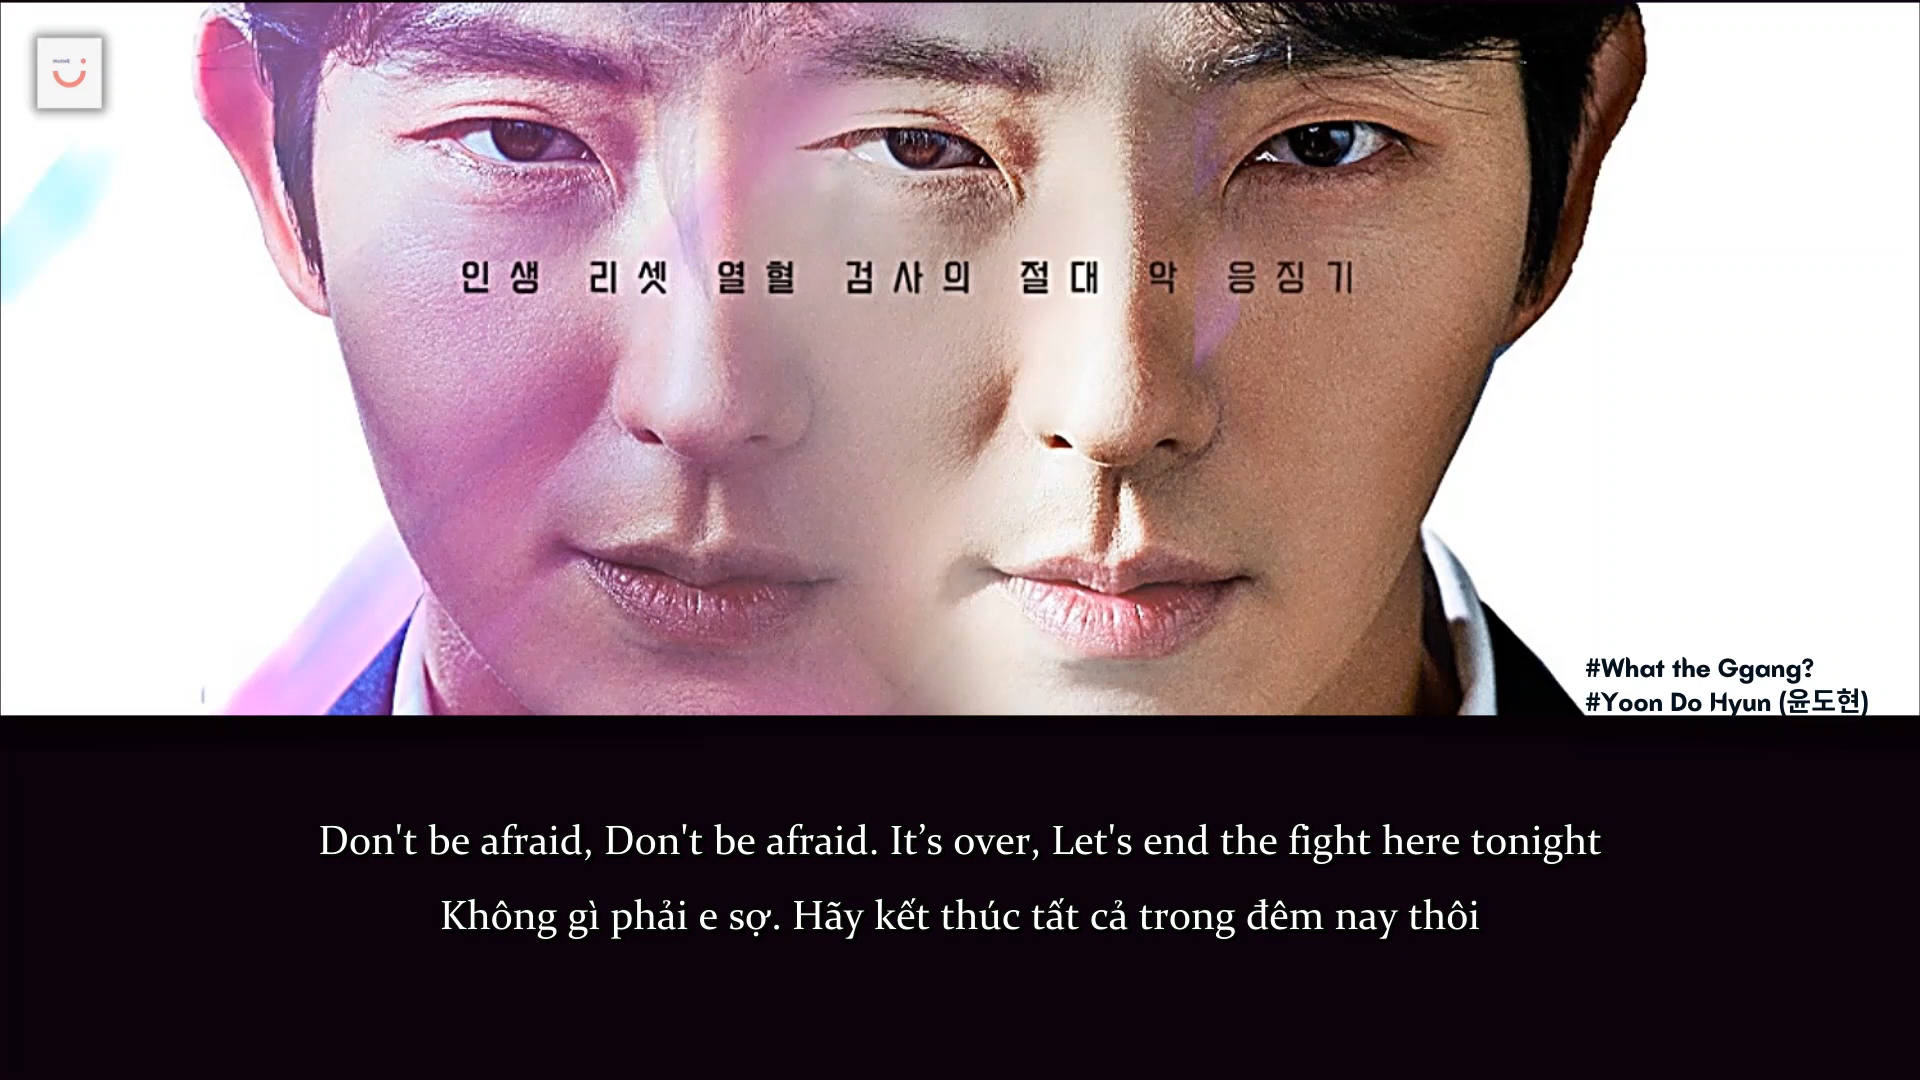 인생 리셋 열혈 검사의 절대 악 응징기
#What the Ggang?
#Yoon Do Hyun (윤도현)
Don't be afraid, Don't be afraid. It’s over, Let's end the fight here tonight
Không gì phải e sợ. Hãy kết thúc tất cả trong đêm nay thôi